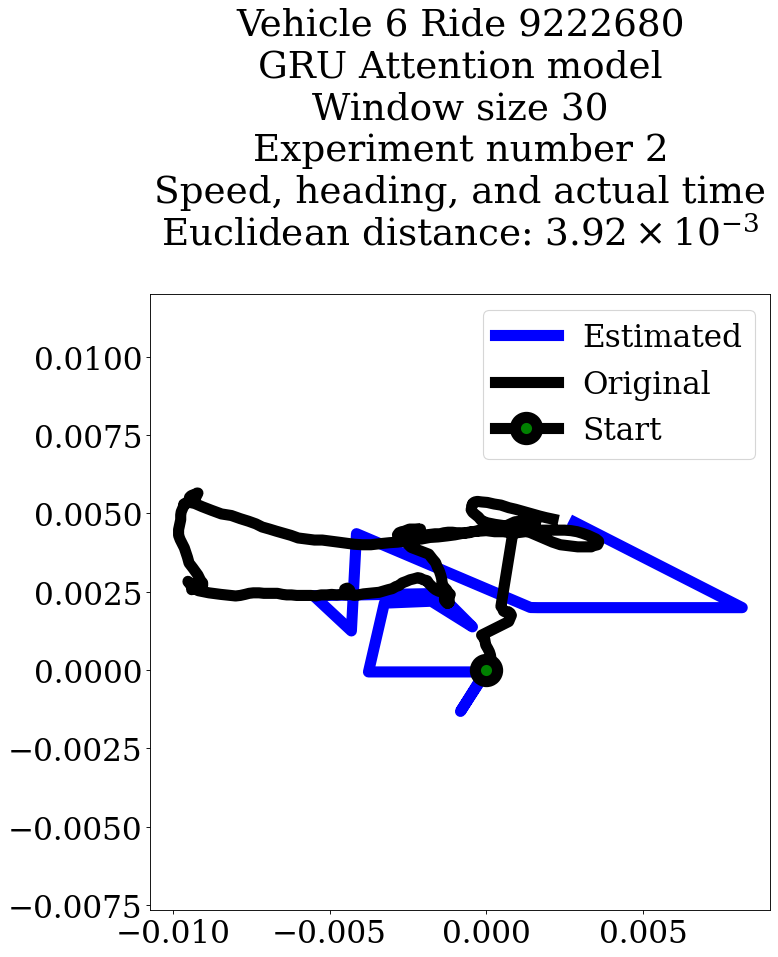 Vehicle 6 Ride 9222680
GRU Attention model
Window size 30
Experiment number 2
Speed, heading, and actual time
Euclidean distance: 3.92 × 10⁻³
Estimated
Original
Start
0.0100
0.0075
0.0050
0.0025
0.0000
−0.0025
−0.0050
−0.0075
−0.010 −0.005 0.000 0.005